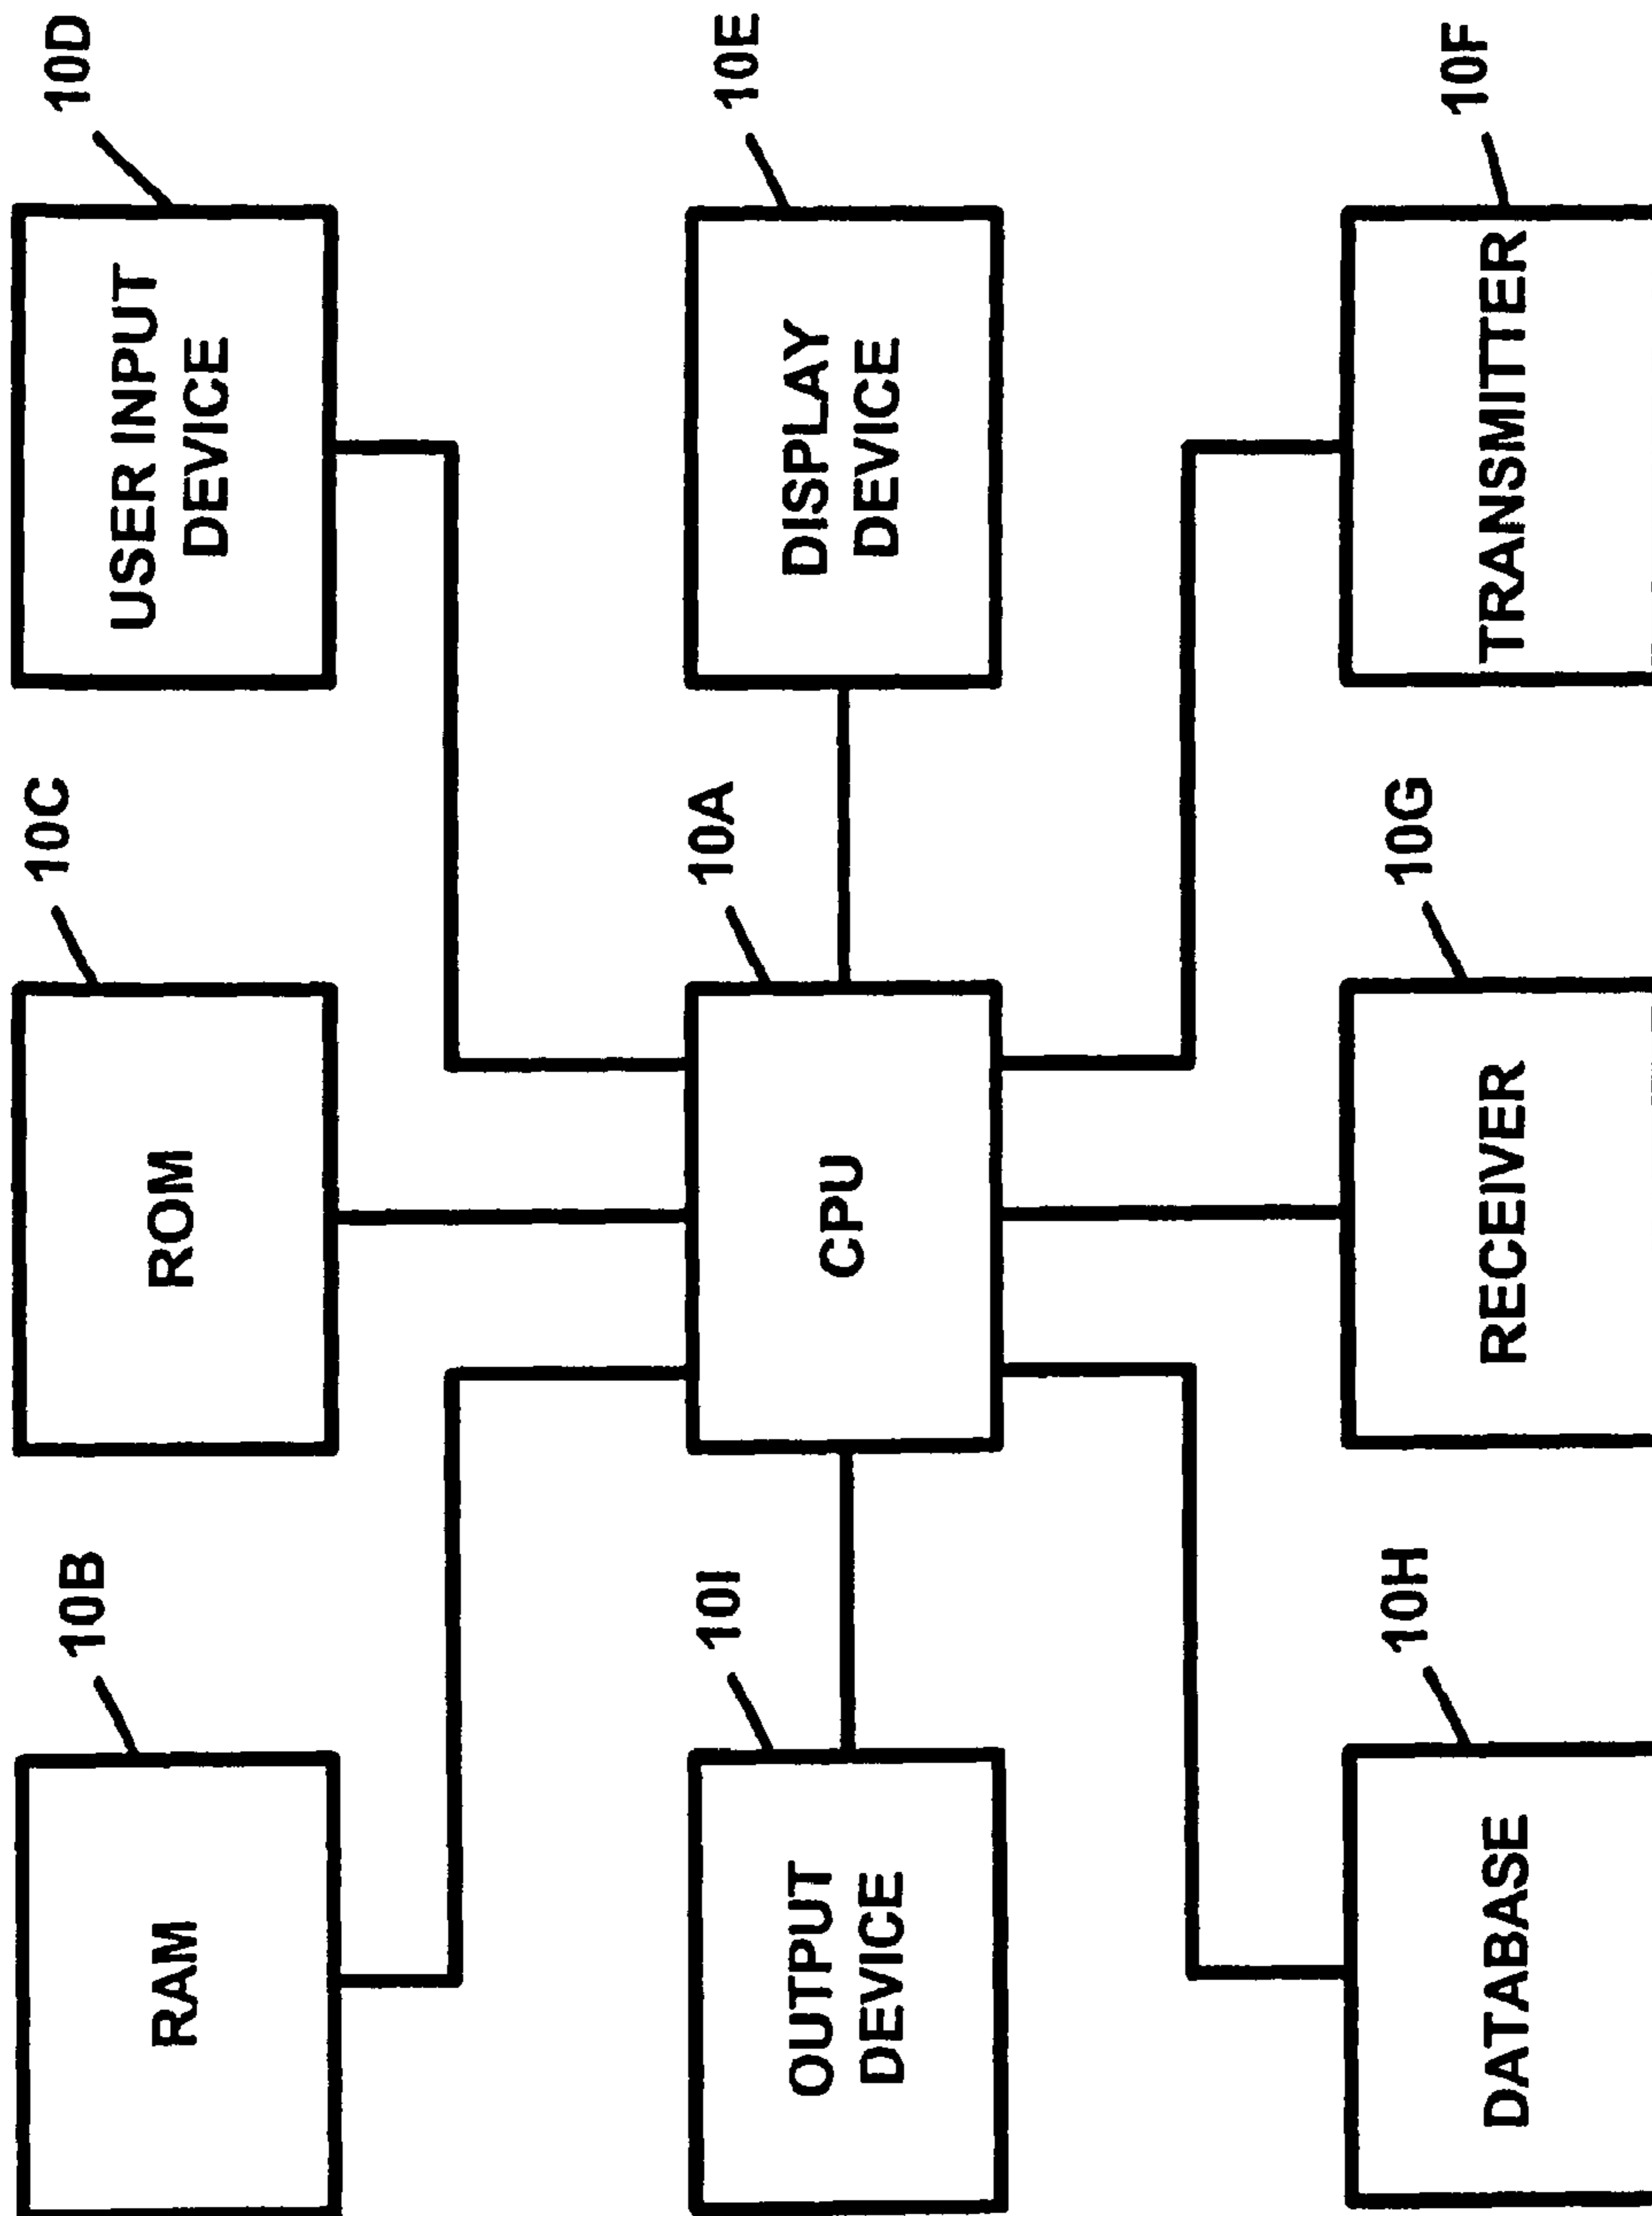 10B
RAM
10C
ROM
10D
USER INPUT
DEVICE
10I
OUTPUT
DEVICE
10A
CPU
10E
DISPLAY
DEVICE
10H
DATABASE
10G
RECEIVER
10F
TRANSMITTER